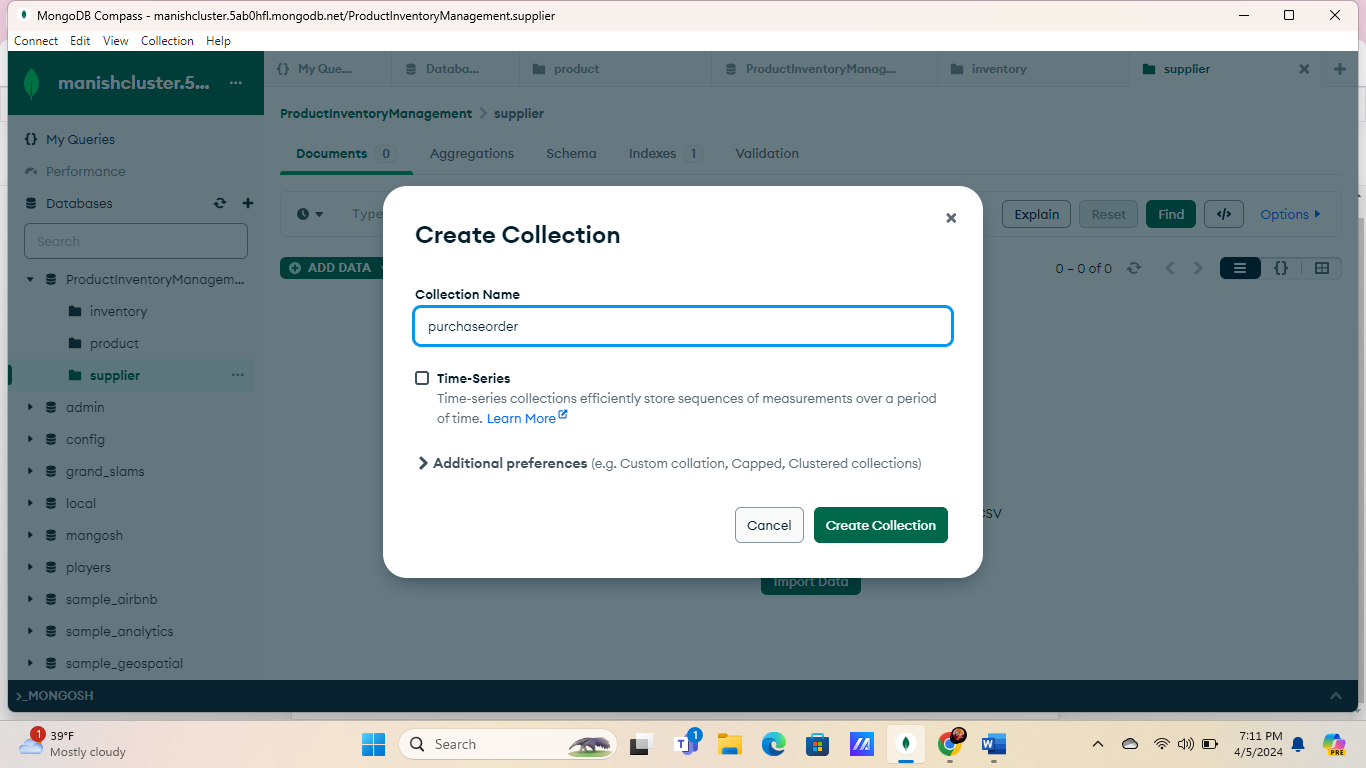 MongoDB Compass - manishcluster.5ab0hfl.mongodb.net/ProductInventoryManagement.supplier
Connect Edit View Collection Help
manishcluster.5...
{} My Que...
Databa...
product
ProductInventoryManag...
inventory
supplier
ProductInventoryManagement > supplier
My Queries
Performance
Databases
Search
ProductInventoryManagem...
inventory
product
supplier
admin
config
grand_slams
local
mangosh
players
sample_airbnb
sample_analytics
sample_geospatial
Documents 0 Aggregations Schema Indexes 1 Validation
Type
Explain Reset Find </> Options
ADD DATA
0 – 0 of 0
Create Collection
Collection Name
purchaseorder
Time-Series
Time-series collections efficiently store sequences of measurements over a period
of time. Learn More
Additional preferences (e.g. Custom collation, Capped, Clustered collections)
Cancel Create Collection
CSV
Import Data
>_MONGOSH
1
39°F
Mostly cloudy
Search
1
7:11 PM
4/5/2024
PRE